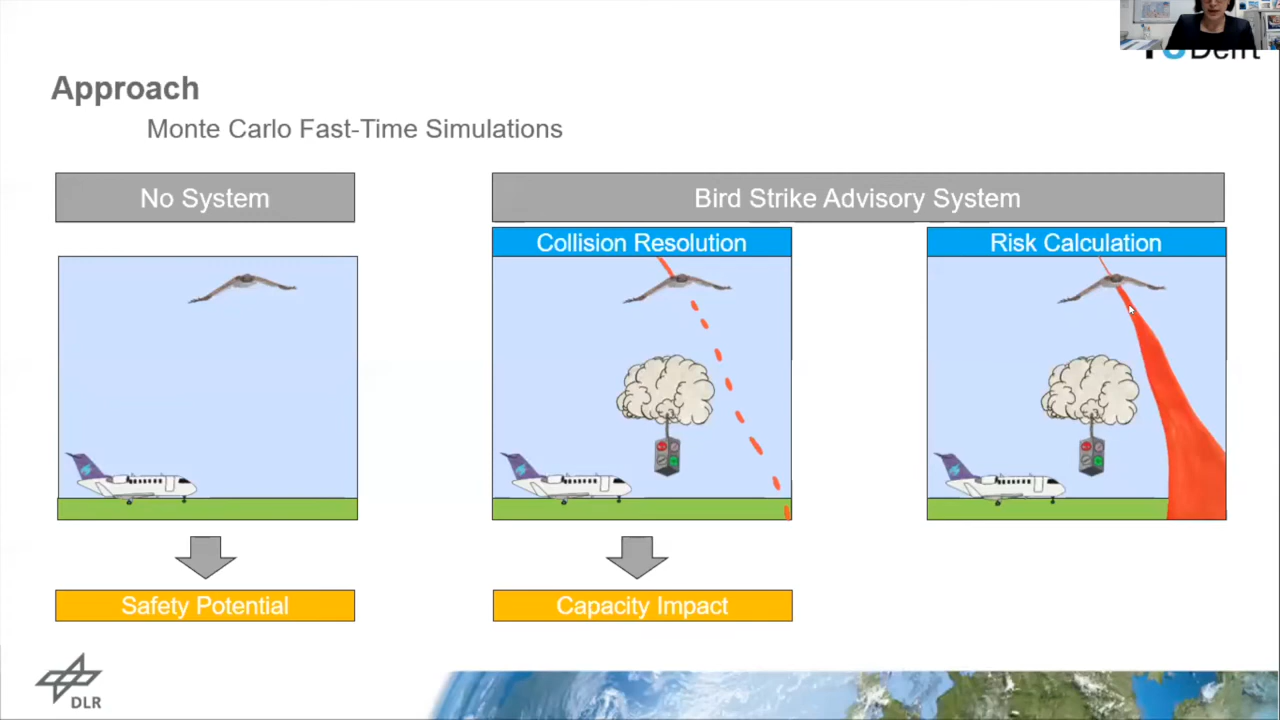 Approach
Monte Carlo Fast-Time Simulations
No System
Bird Strike Advisory System
Collision Resolution
Risk Calculation
Safety Potential
Capacity Impact
DLR